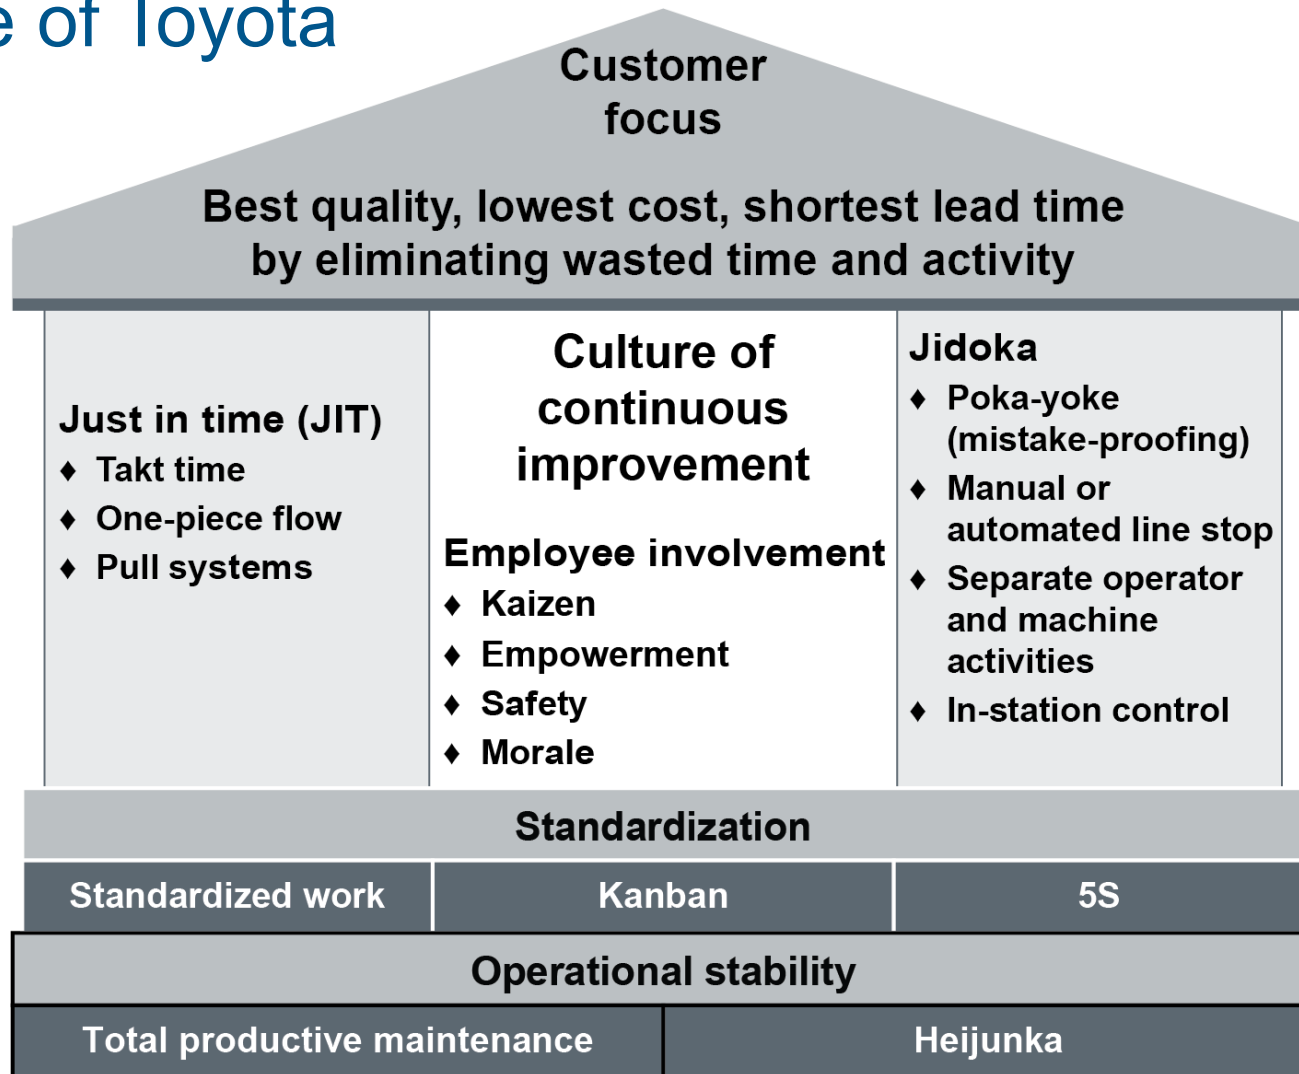 e of Toyota
Customer
focus
Best quality, lowest cost, shortest lead time
by eliminating wasted time and activity
Just in time (JIT)
♦ Takt time
♦ One-piece flow
♦ Pull systems
Culture of
continuous
improvement
Employee involvement
♦ Kaizen
♦ Empowerment
♦ Safety
♦ Morale
Jidoka
♦ Poka-yoke
(mistake-proofing)
♦ Manual or
automated line stop
♦ Separate operator
and machine
activities
♦ In-station control
Standardization
Standardized work
Kanban
5S
Operational stability
Total productive maintenance
Heijunka